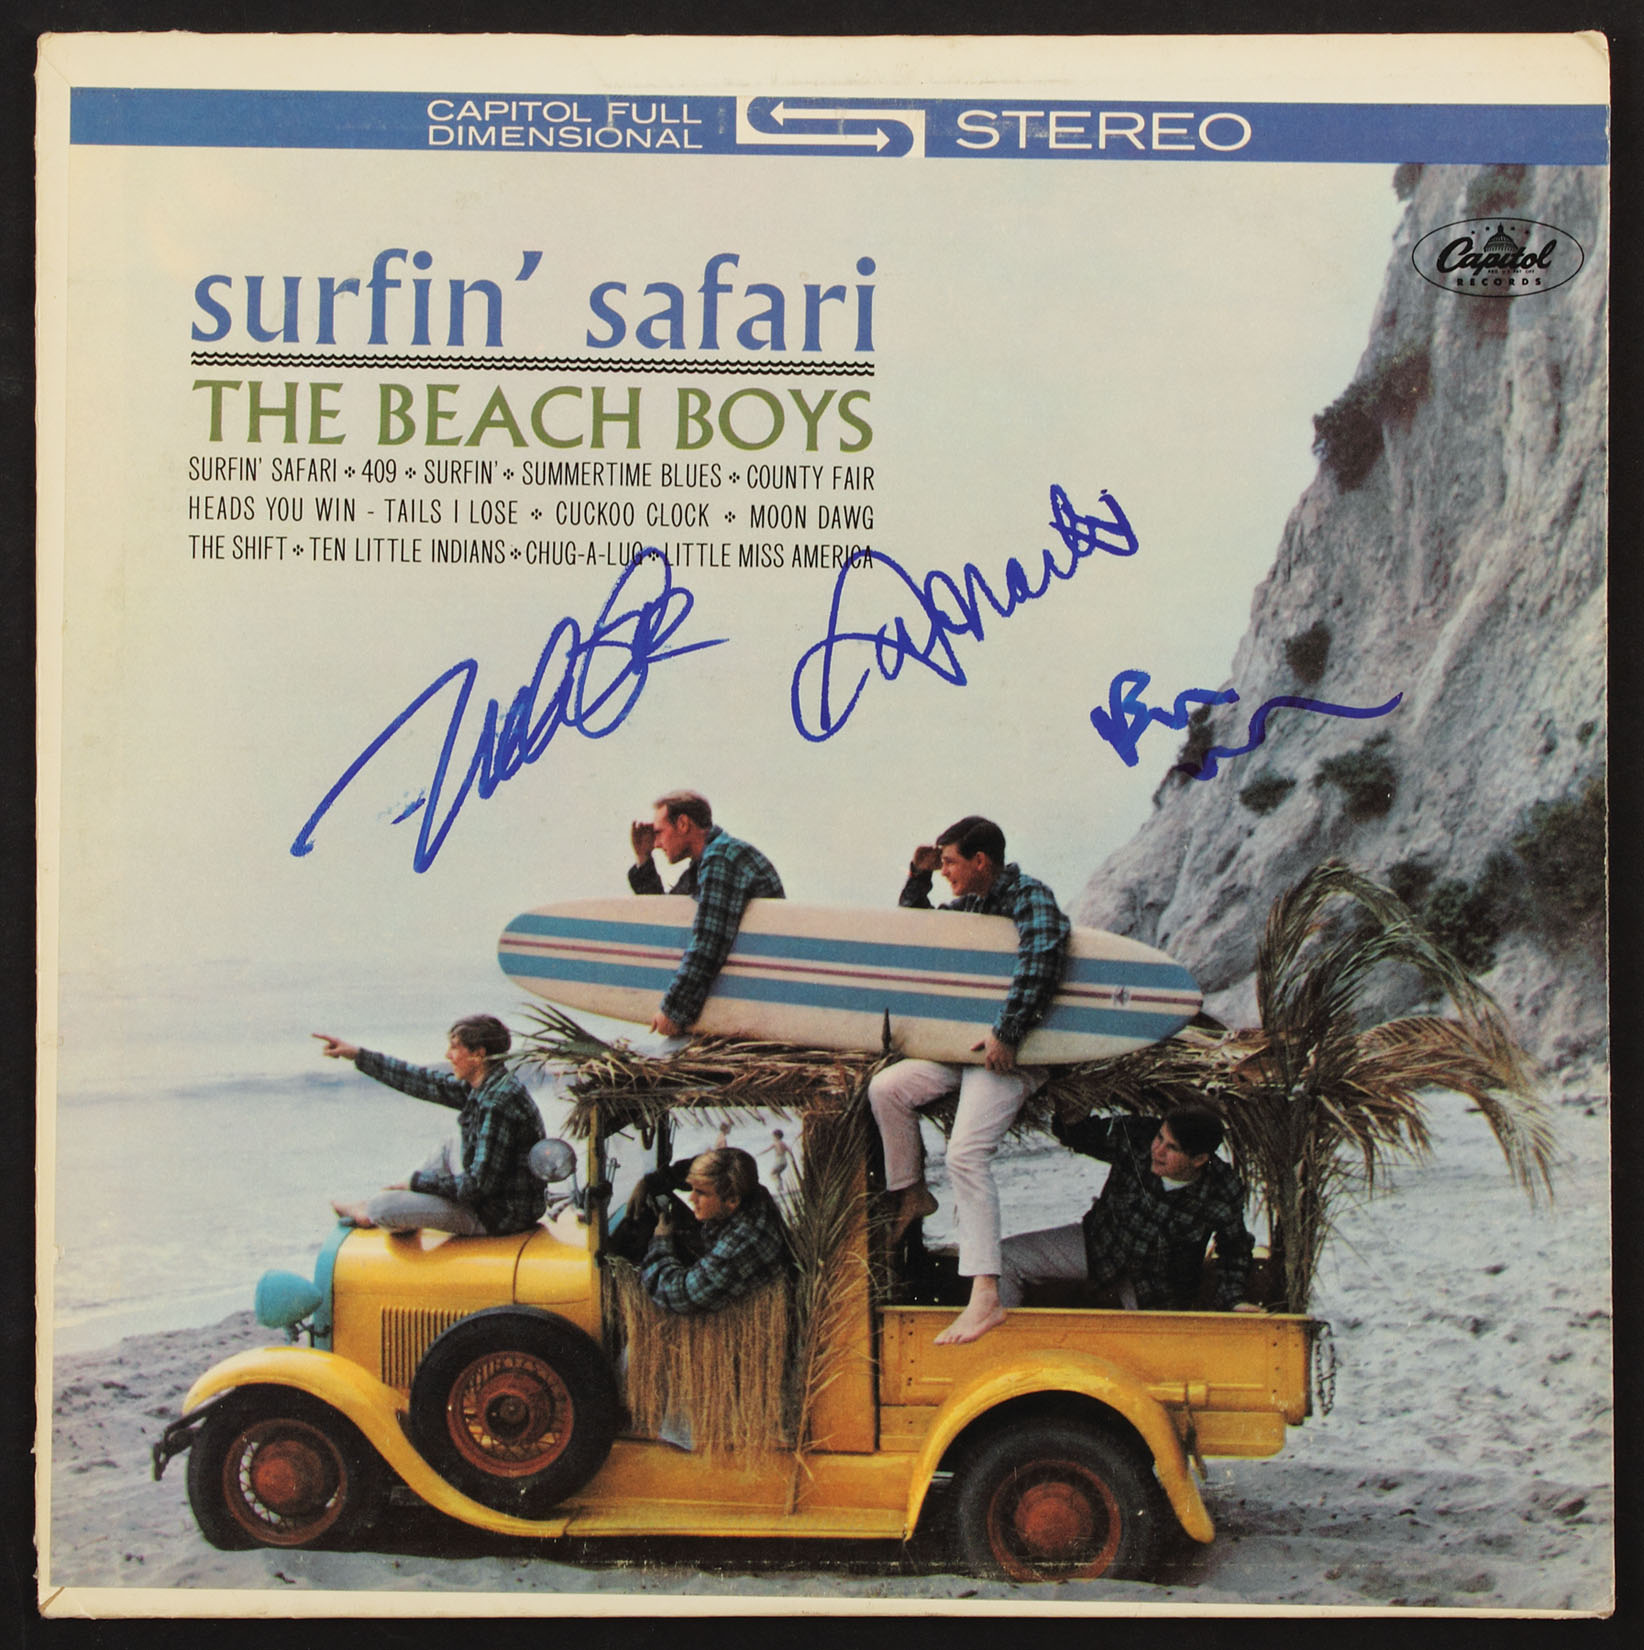 CAPITOL FULL
DIMENSIONAL
STEREO
Capitol
RECORDS
surfin' safari
THE BEACH BOYS
SURFIN' SAFARI ❖ 409 ❖ SURFIN' ❖ SUMMERTIME BLUES ❖ COUNTY FAIR
HEADS YOU WIN - TAILS I LOSE ❖ CUCKOO CLOCK ❖ MOON DAWG
THE SHIFT ❖ TEN LITTLE INDIANS ❖ CHUG-A-LUG ❖ LITTLE MISS AMERICA